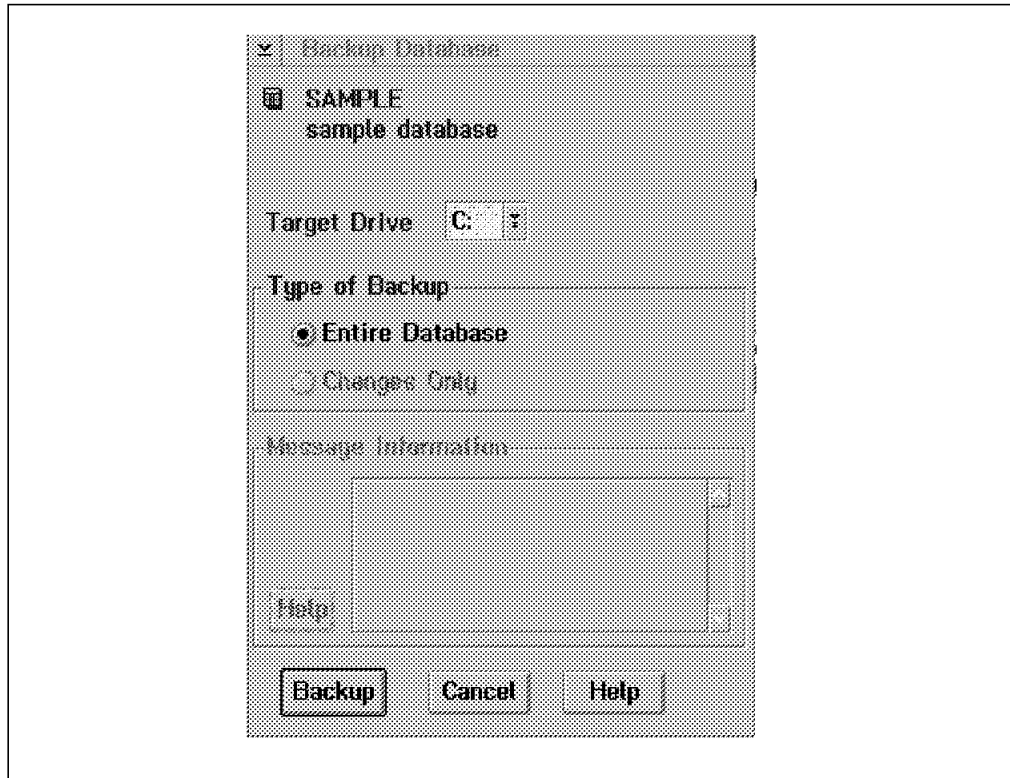 Backup Database
SAMPLE
sample database
Target Drive C:
Type of Backup
Entire Database
Changes Only
Message Information
Help
Backup Cancel Help